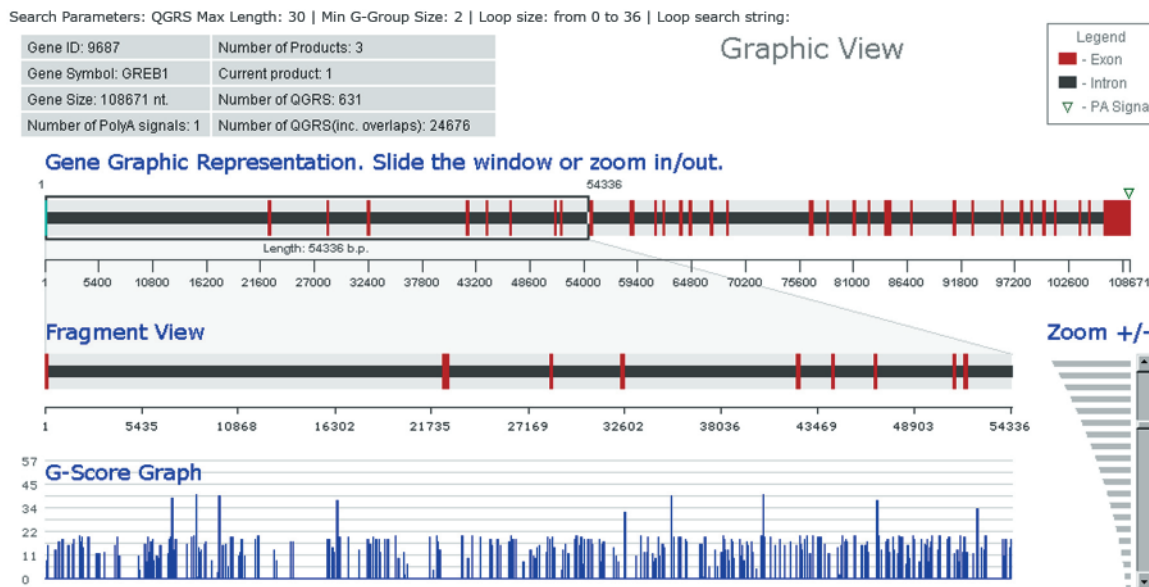 Search Parameters: QGRS Max Length: 30 | Min G-Group Size: 2 | Loop size: from 0 to 36 | Loop search string:
Gene ID: 9687 Number of Products: 3
Gene Symbol: GREB1 Current product: 1
Gene Size: 108671 nt. Number of QGRS: 631
Number of PolyA signals: 1 Number of QGRS(inc. overlaps): 24676
Graphic View
Legend
- Exon
- Intron
- PA Signa
Gene Graphic Representation. Slide the window or zoom in/out.
1 54336
Length: 54336 b.p.
1 5400 10800 16200 21600 27000 32400 37800 43200 48600 54000 59400 64800 70200 75600 81000 86400 91800 97200 102600 108671
Fragment View
Zoom +/-
1 5435 10868 16302 21735 27169 32602 38036 43469 48903 54336
G-Score Graph
57
45
34
22
11
0